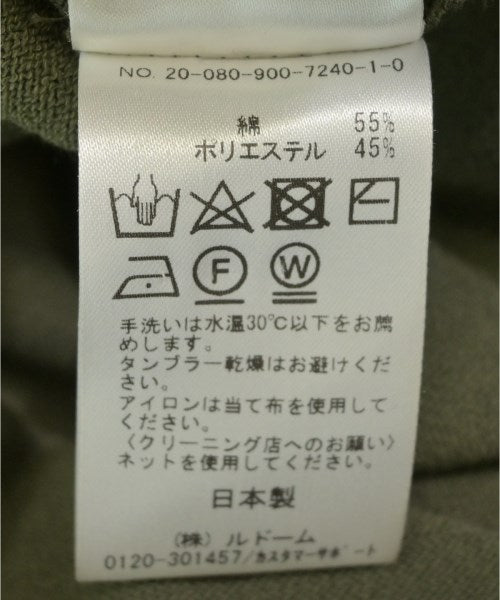 NO. 20-080-900-7240-1-0
綿 55%
ポリエステル 45%
F W
手洗いは水温30℃以下をお薦
めします。
タンブラー乾燥はお避けくだ
さい。
アイロンは当て布を使用して
ください。
〈クリーニング店へのお願い〉
ネットを使用してください。
日本製
(株) ルドーム
0120-301457/カスタマーサポート